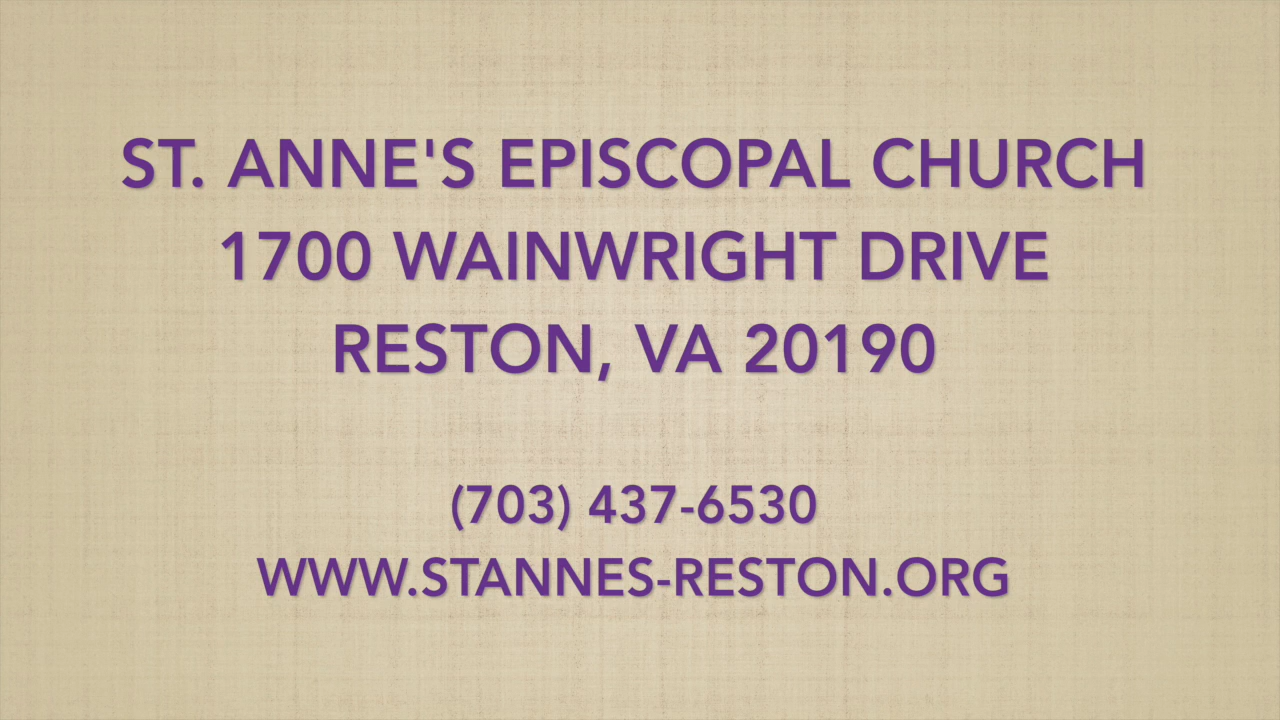 ST. ANNE'S EPISCOPAL CHURCH
1700 WAINWRIGHT DRIVE
RESTON, VA 20190
(703) 437-6530
WWW.STANNES-RESTON.ORG